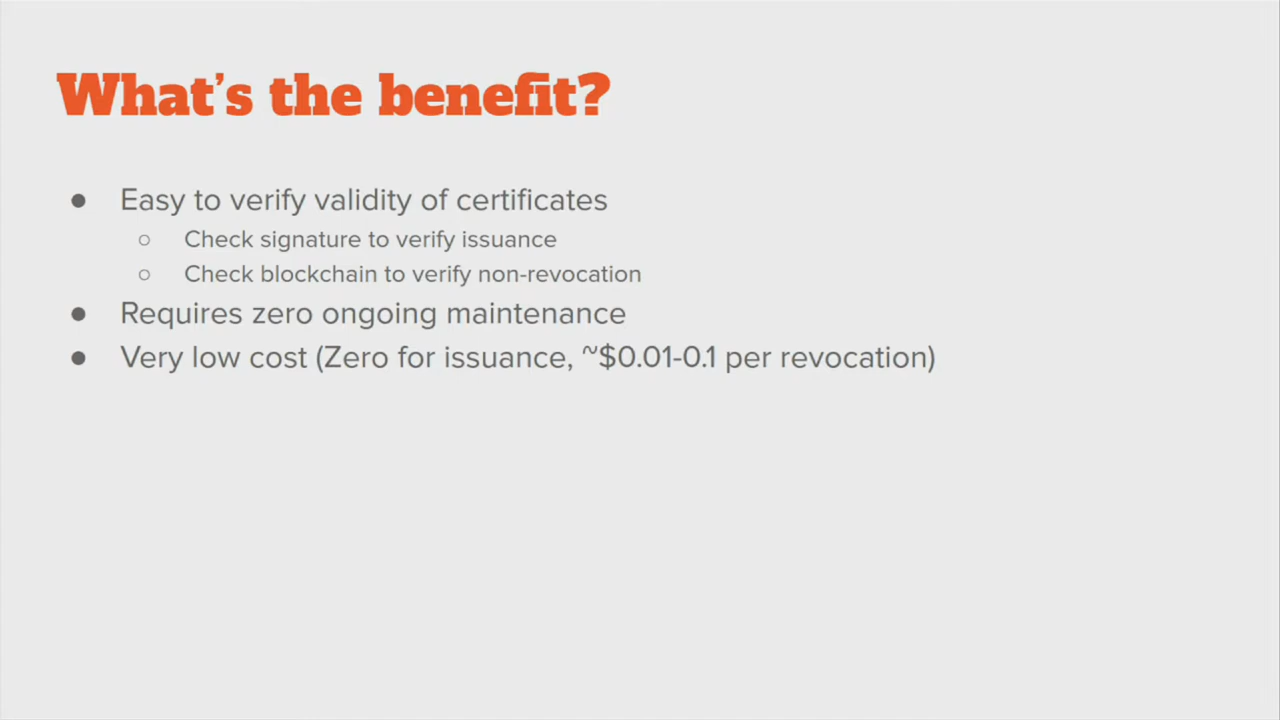 What's the benefit?
● Easy to verify validity of certificates
○ Check signature to verify issuance
○ Check blockchain to verify non-revocation
● Requires zero ongoing maintenance
● Very low cost (Zero for issuance, ~$0.01-0.1 per revocation)